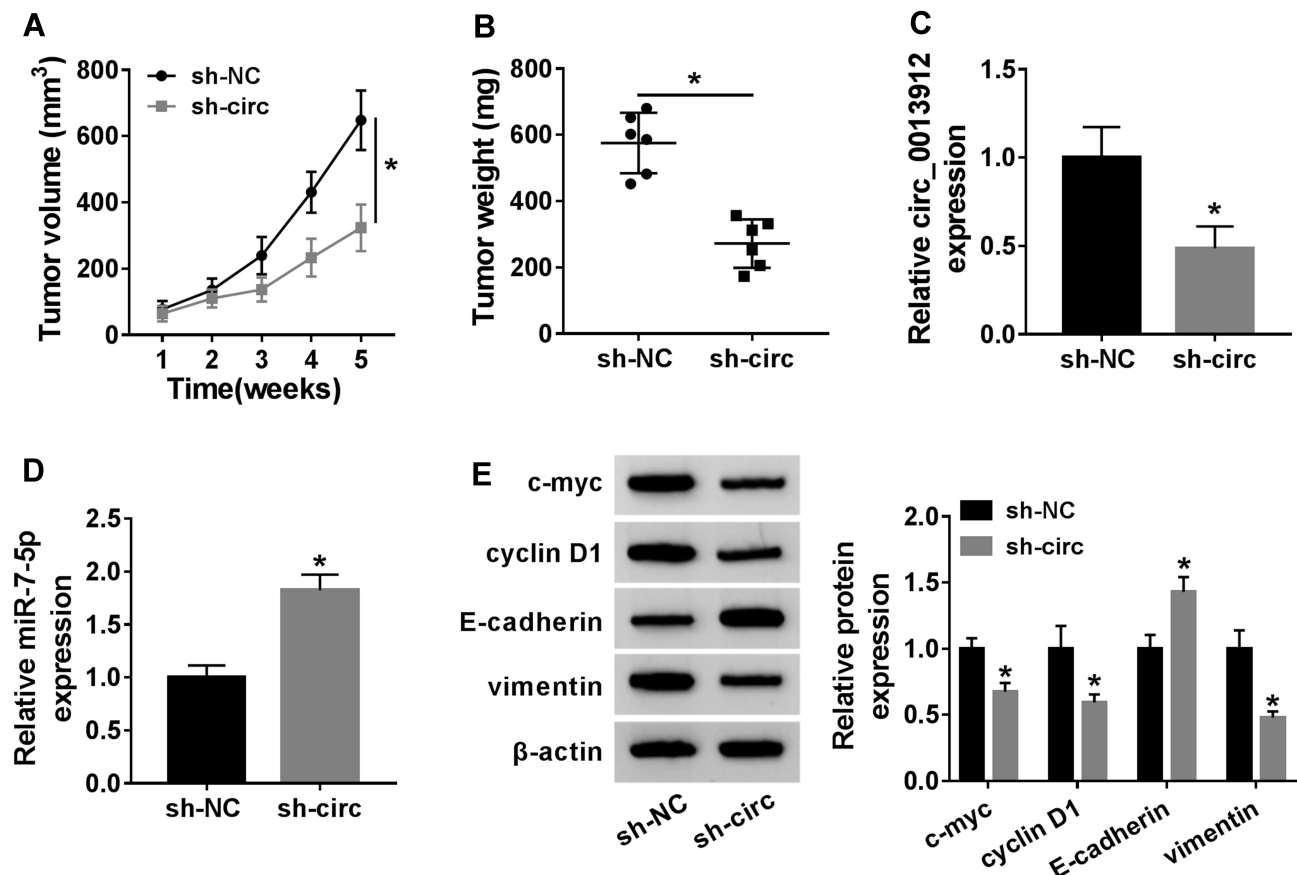 A
sh-NC
sh-circ
Tumor volume (mm3)
800
600
400
200
0
1 2 3 4 5
Time(weeks)
*
B
Tumor weight (mg)
800
600
400
200
0
*
sh-NC sh-circ
C
Relative circ_0013912
expression
1.5
1.0
0.5
0.0
*
sh-NC sh-circ
D
Relative miR-7-5p
expression
2.5
2.0
1.5
1.0
0.5
0.0
*
sh-NC sh-circ
E
c-myc
cyclin D1
E-cadherin
vimentin
β-actin
sh-NC sh-circ
sh-NC
sh-circ
Relative protein
expression
2.0
1.5
1.0
0.5
0.0
* * * *
c-myc cyclin D1 E-cadherin vimentin